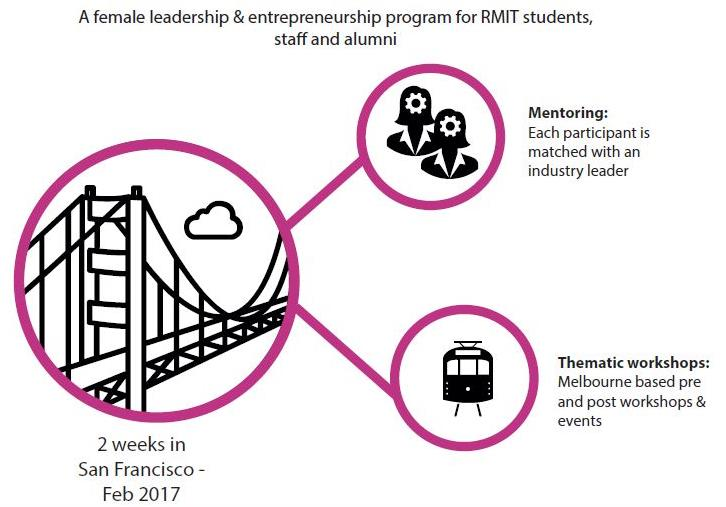 A female leadership & entrepreneurship program for RMIT students,
staff and alumni
Mentoring:
Each participant is
matched with an
industry leader
Thematic workshops:
Melbourne based pre
and post workshops &
events
2 weeks in
San Francisco -
Feb 2017